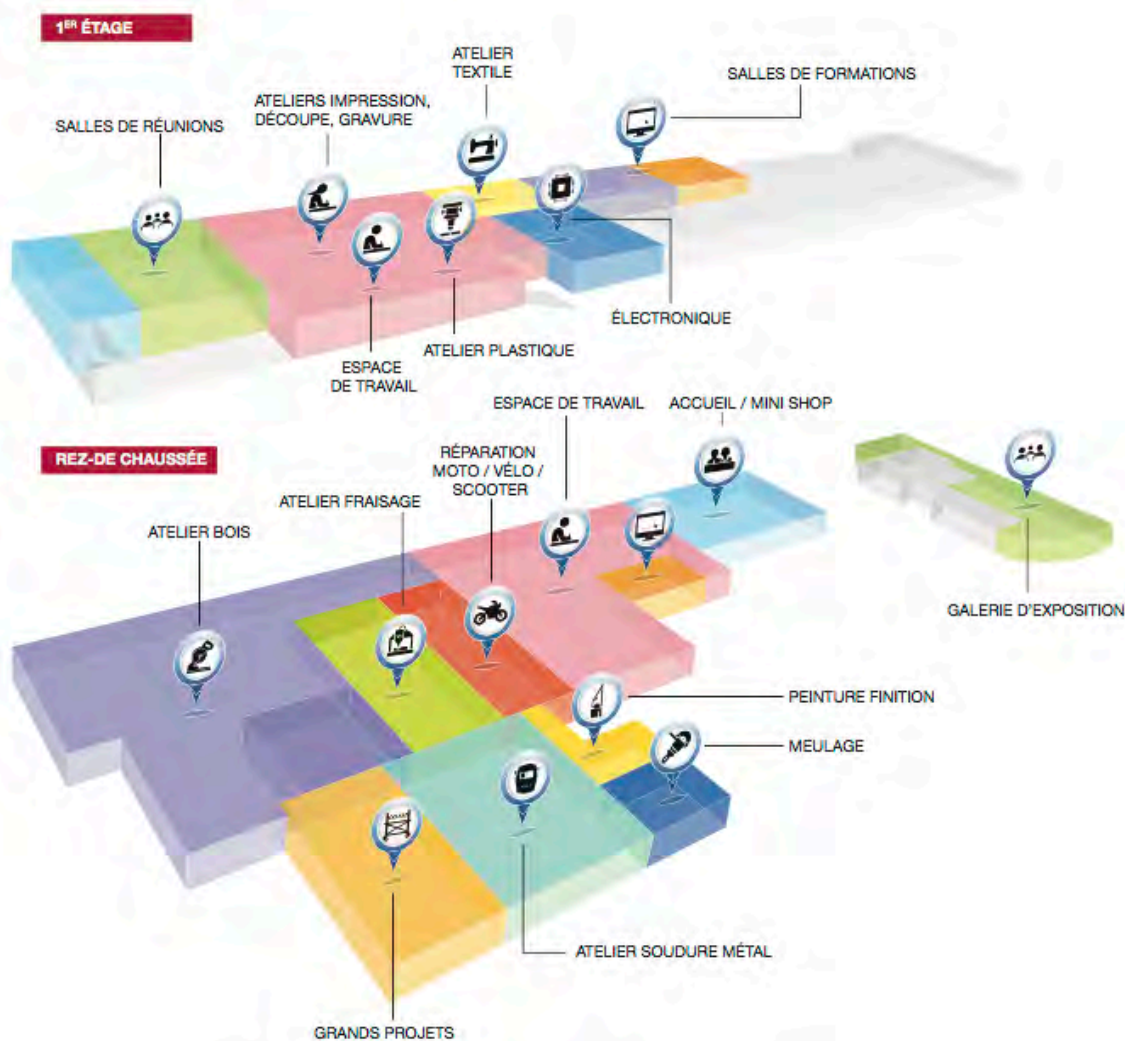 1ER ÉTAGE
ATELIER
TEXTILE
SALLES DE FORMATIONS
ATELIERS IMPRESSION,
DÉCOUPE, GRAVURE
SALLES DE RÉUNIONS
ÉLECTRONIQUE
ATELIER PLASTIQUE
ESPACE
DE TRAVAIL
REZ-DE CHAUSSÉE
ESPACE DE TRAVAIL
ACCUEIL / MINI SHOP
RÉPARATION
MOTO / VÉLO /
SCOOTER
ATELIER FRAISAGE
ATELIER BOIS
GALERIE D'EXPOSITION
PEINTURE FINITION
MEULAGE
ATELIER SOUDURE MÉTAL
GRANDS PROJETS